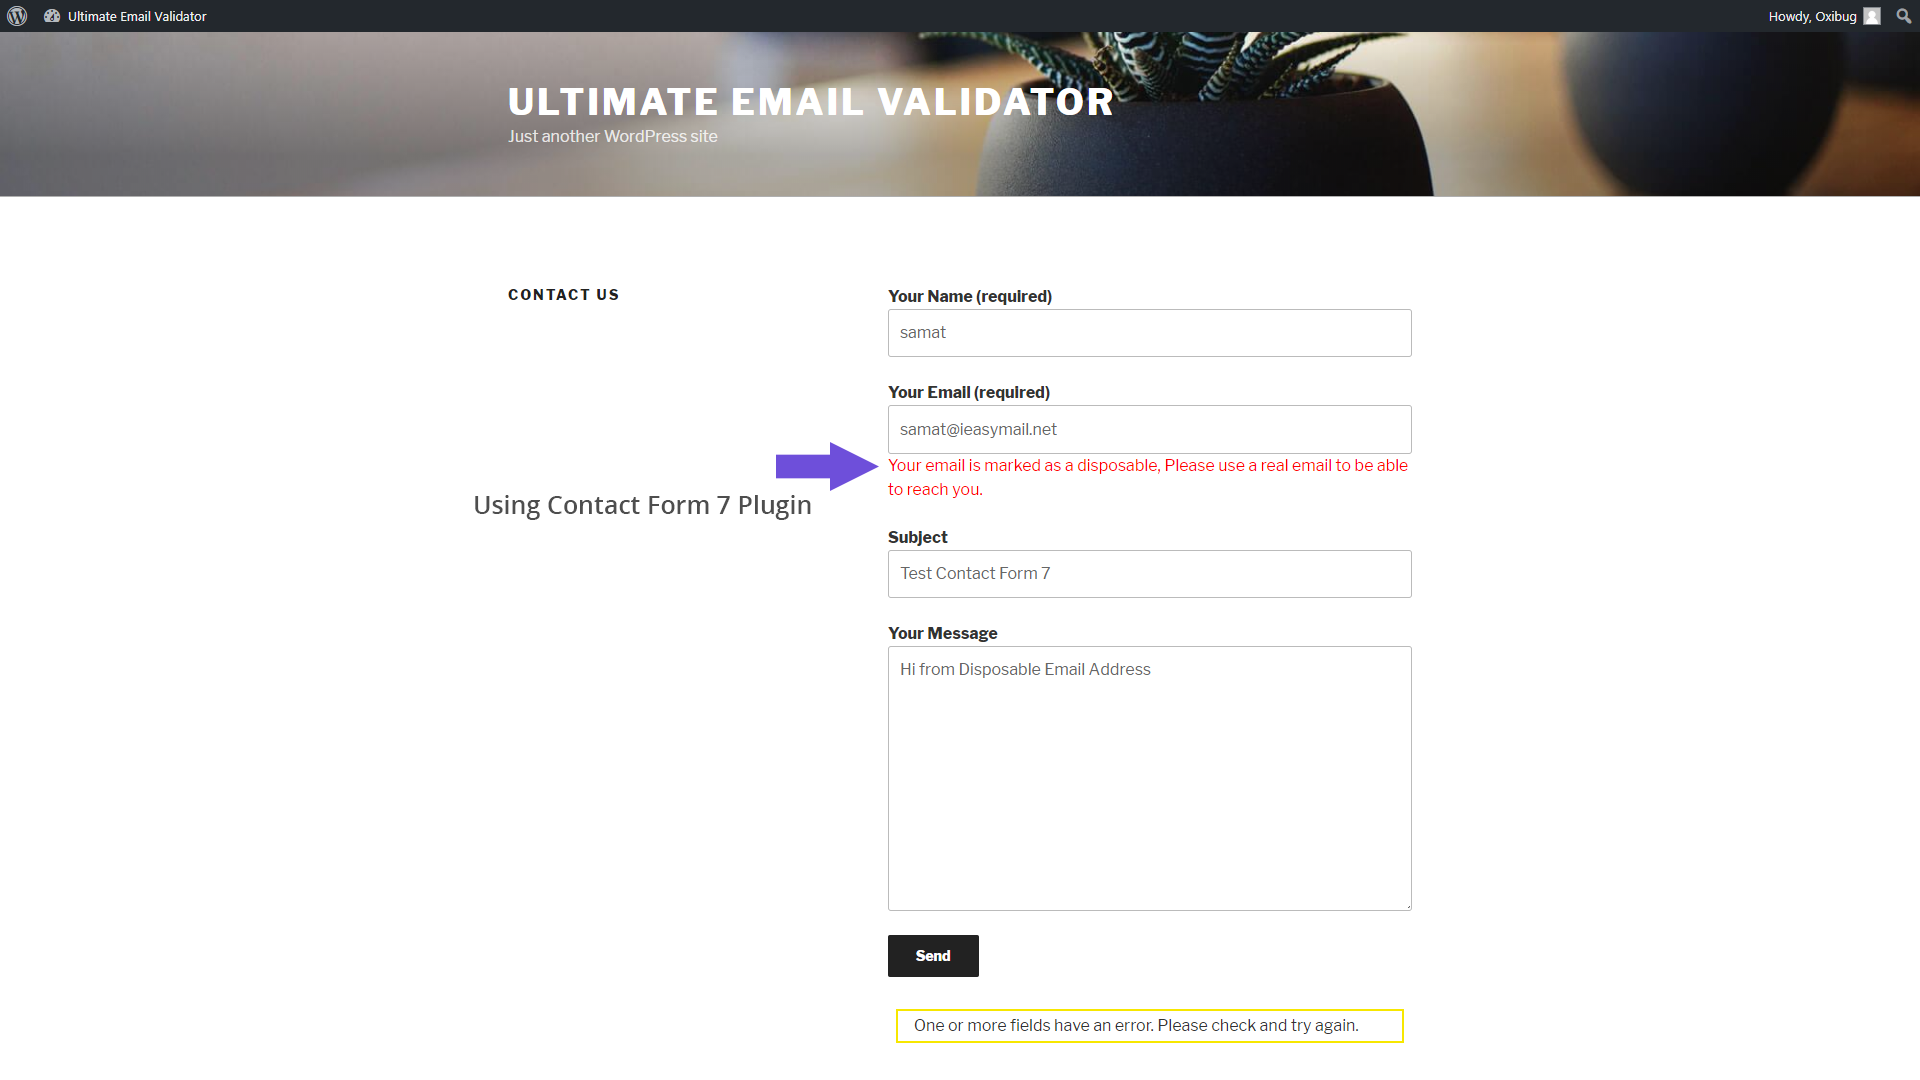 Ultimate Email Validator
Howdy, Oxibug
ULTIMATE EMAIL VALIDATOR
Just another WordPress site
CONTACT US
Your Name (required)
samat
Your Email (required)
samat@ieasymail.net
Your email is marked as a disposable, Please use a real email to be able
to reach you.
Using Contact Form 7 Plugin
Subject
Test Contact Form 7
Your Message
Hi from Disposable Email Address
Send
One or more fields have an error. Please check and try again.